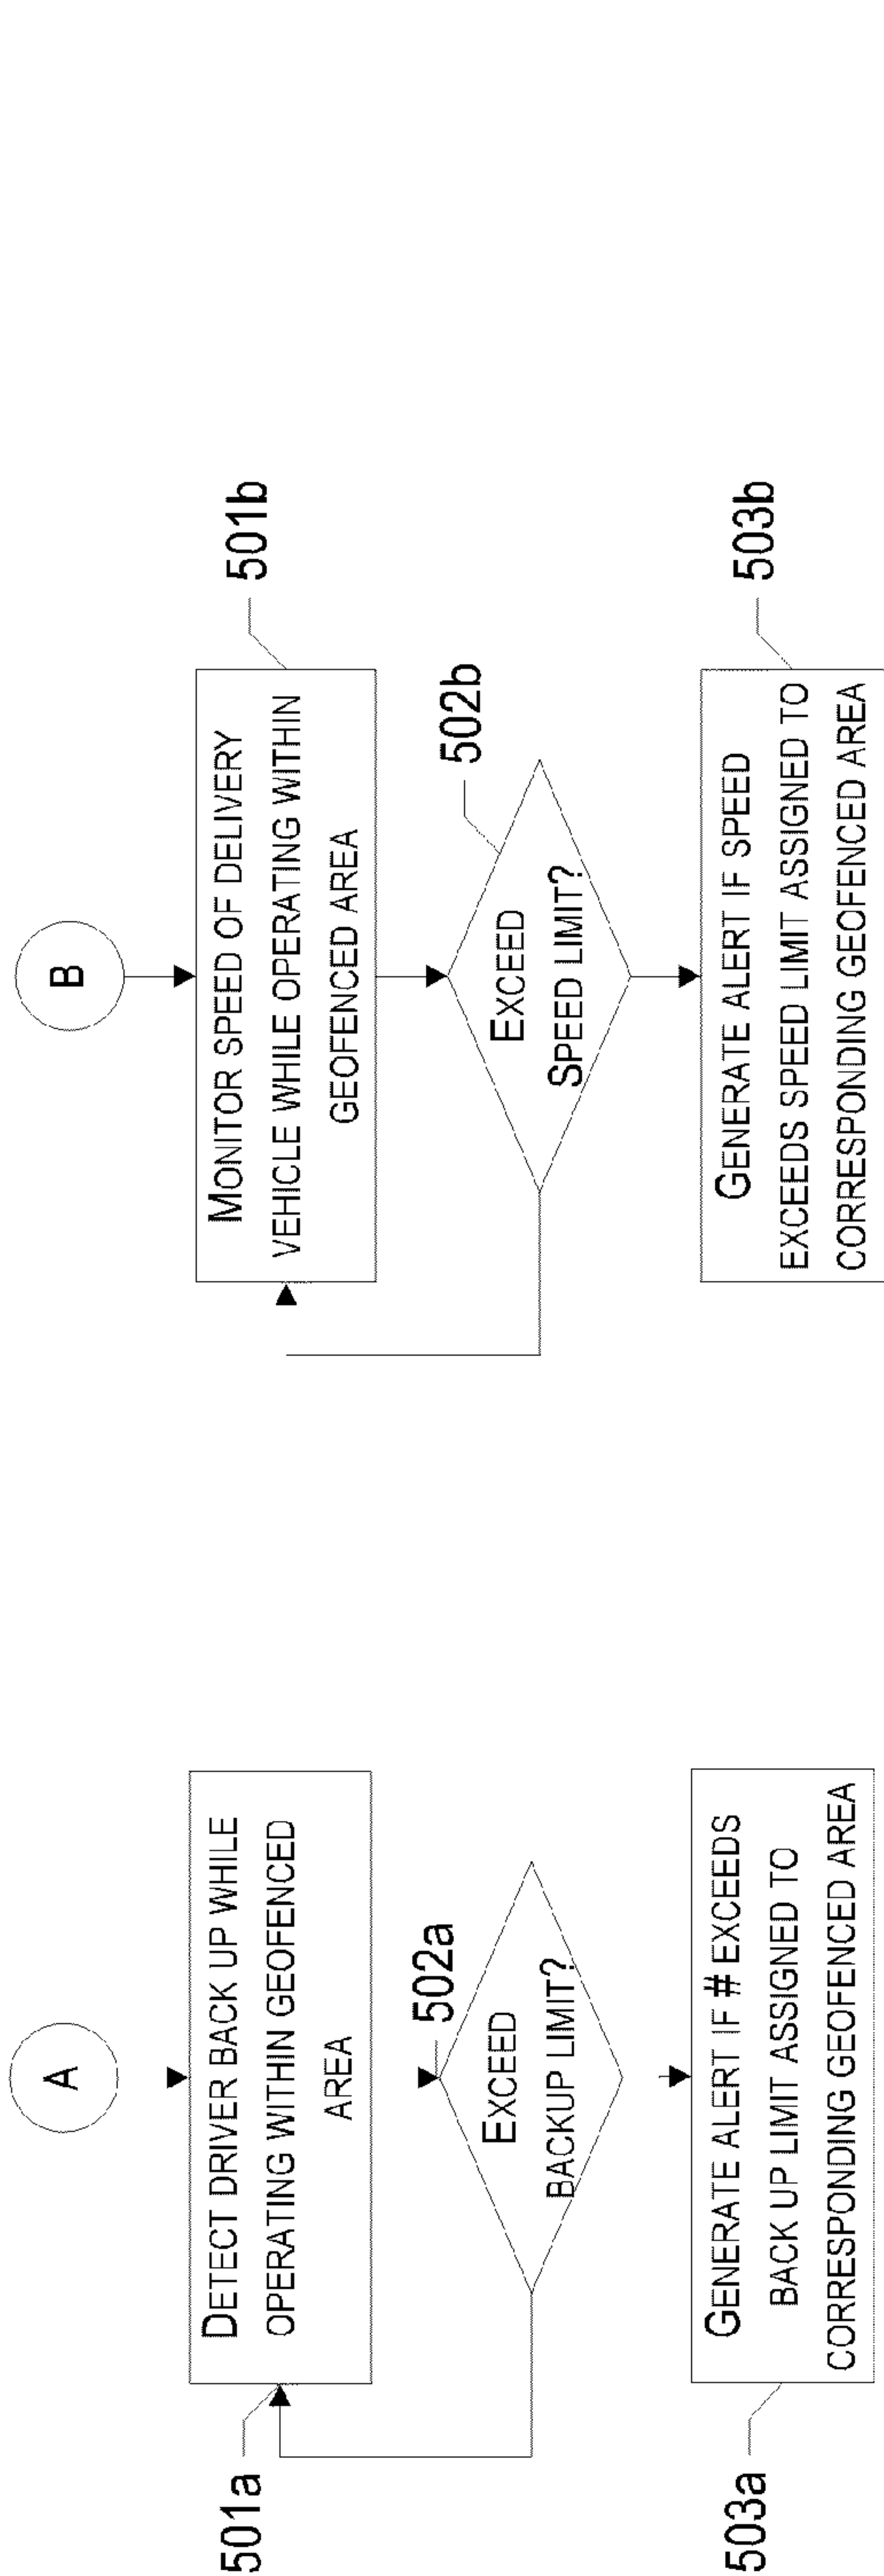 A
501a
DETECT DRIVER BACK UP WHILE
OPERATING WITHIN GEOFENCED
AREA
502a
EXCEED
BACKUP LIMIT?
503a
GENERATE ALERT IF # EXCEEDS
BACK UP LIMIT ASSIGNED TO
CORRESPONDING GEOFENCED AREA
B
501b
MONITOR SPEED OF DELIVERY
VEHICLE WHILE OPERATING WITHIN
GEOFENCED AREA
502b
EXCEED
SPEED LIMIT?
503b
GENERATE ALERT IF SPEED
EXCEEDS SPEED LIMIT ASSIGNED TO
CORRESPONDING GEOFENCED AREA